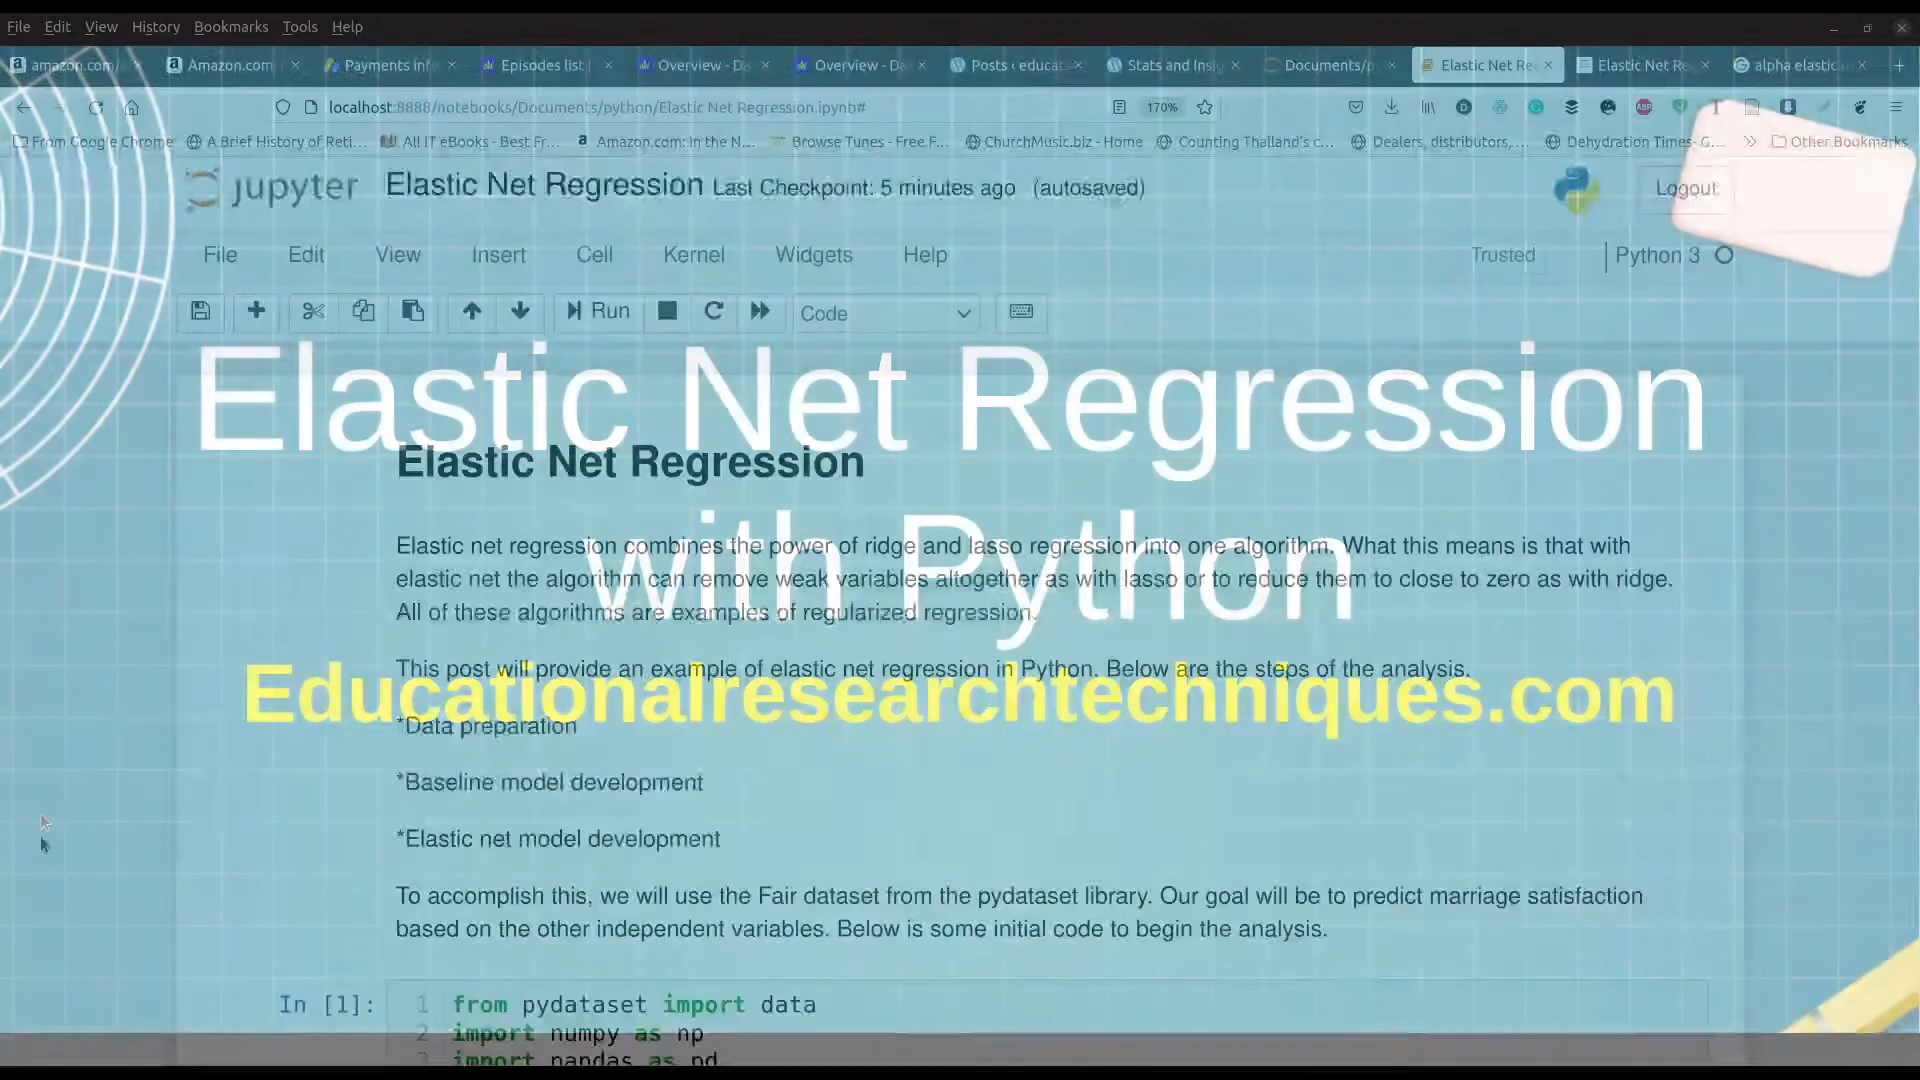 File Edit View History Bookmarks Tools Help
amazon.com/ Amazon.com Payments inf Episodes list | Overview - Da Overview - Da Posts ‹ educat Stats and Insig Documents/p Elastic Net Re Elastic Net Re alpha elastic
localhost:8888/notebooks/Documents/python/Elastic Net Regression.ipynb# 170%
From Google Chrome A Brief History of Reti... All IT eBooks - Best Fr... Amazon.com: In the N... Browse Tunes - Free F... ChurchMusic.biz - Home Counting Thailand's c... Dealers, distributors,... Dehydration Times- G... Other Bookmarks
jupyter Elastic Net Regression Last Checkpoint: 5 minutes ago (autosaved) Logout
File Edit View Insert Cell Kernel Widgets Help Trusted Python 3
Run Code
Elastic Net Regression
with Python
Educationalresearchtechniques.com
Elastic Net Regression
Elastic net regression combines the power of ridge and lasso regression into one algorithm. What this means is that with
elastic net the algorithm can remove weak variables altogether as with lasso or to reduce them to close to zero as with ridge.
All of these algorithms are examples of regularized regression.
This post will provide an example of elastic net regression in Python. Below are the steps of the analysis.
*Data preparation
*Baseline model development
*Elastic net model development
To accomplish this, we will use the Fair dataset from the pydataset library. Our goal will be to predict marriage satisfaction
based on the other independent variables. Below is some initial code to begin the analysis.
In [1]: 1 from pydataset import data
2 import numpy as np
3 import pandas as pd